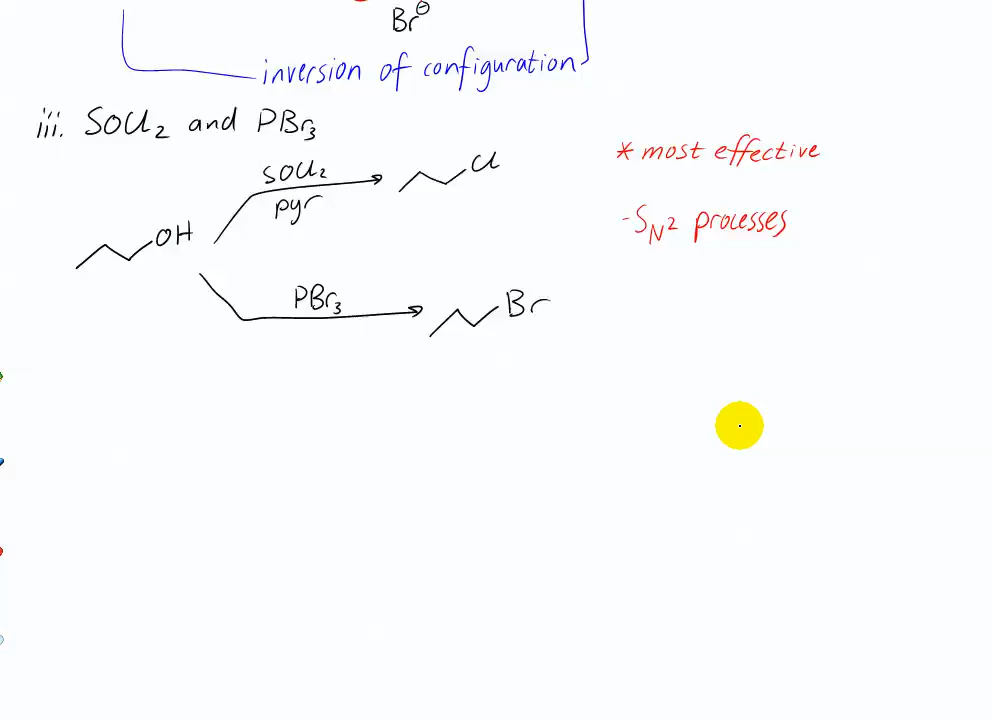 Br⊖
inversion of configuration
iii. SOCl₂ and PBr₃
* most effective
SOCl₂
Cl
pyr
- SN2 processes
OH
PBr₃
Br